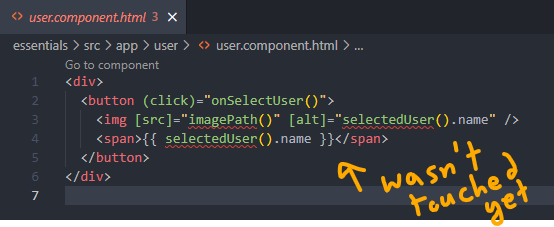 <> user.component.html 3 ×
essentials > src > app > user > <> user.component.html > ...
Go to component
1 <div>
2 <button (click)="onSelectUser()">
3 <img [src]="imagePath()" [alt]="selectedUser().name" />
4 <span>{{ selectedUser().name }}</span>
5 </button>
6 </div>
7
wasn't
touched
yet